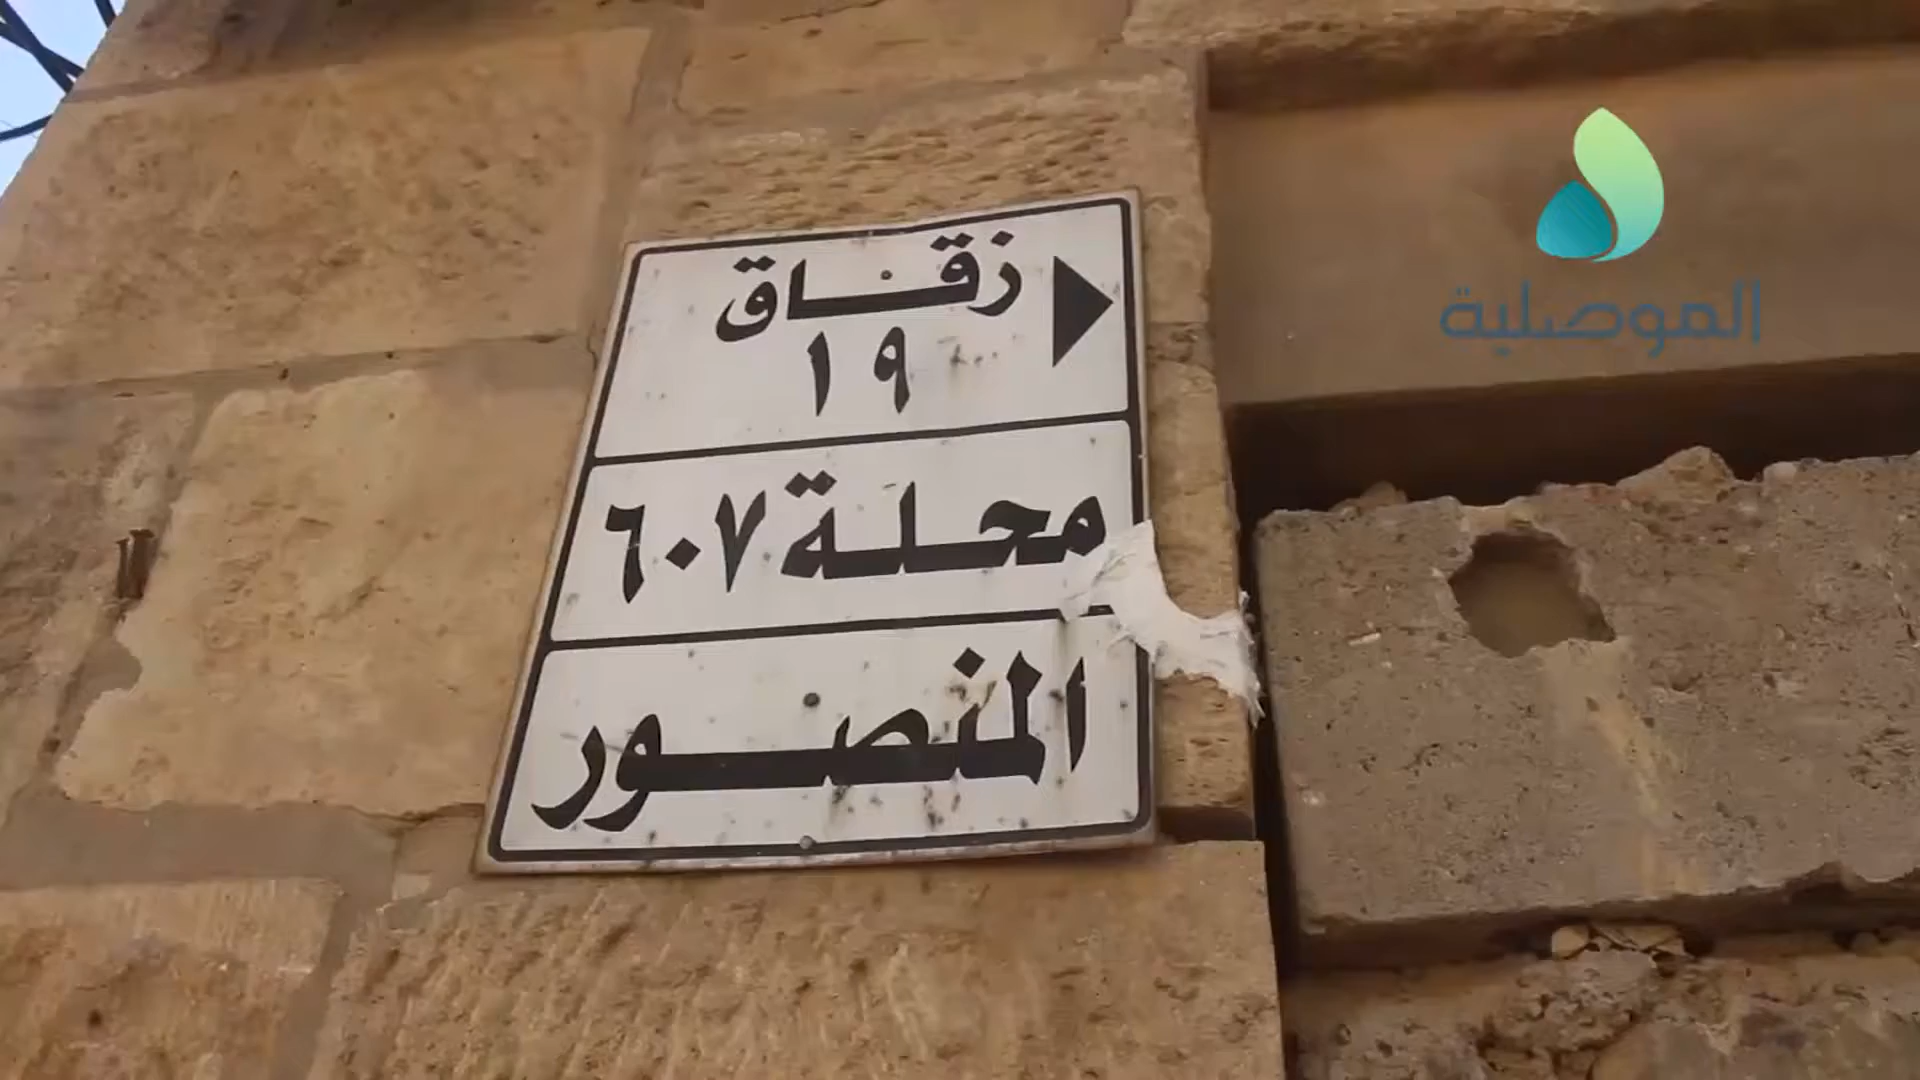 زقاق
١٩
محلة ٦٠٧
المنصور
الموصلية